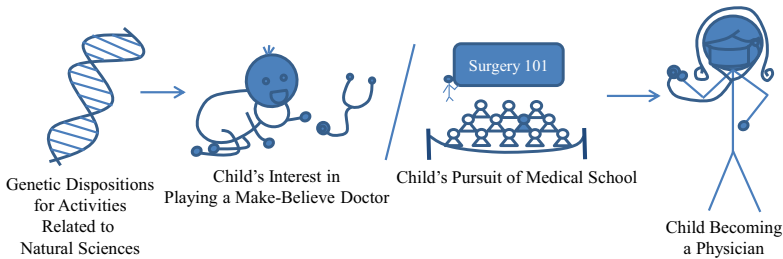 Surgery 101
Genetic Dispositions
for Activities
Related to
Natural Sciences
Child's Interest in
Playing a Make-Believe Doctor
Child's Pursuit of Medical School
Child Becoming
a Physician